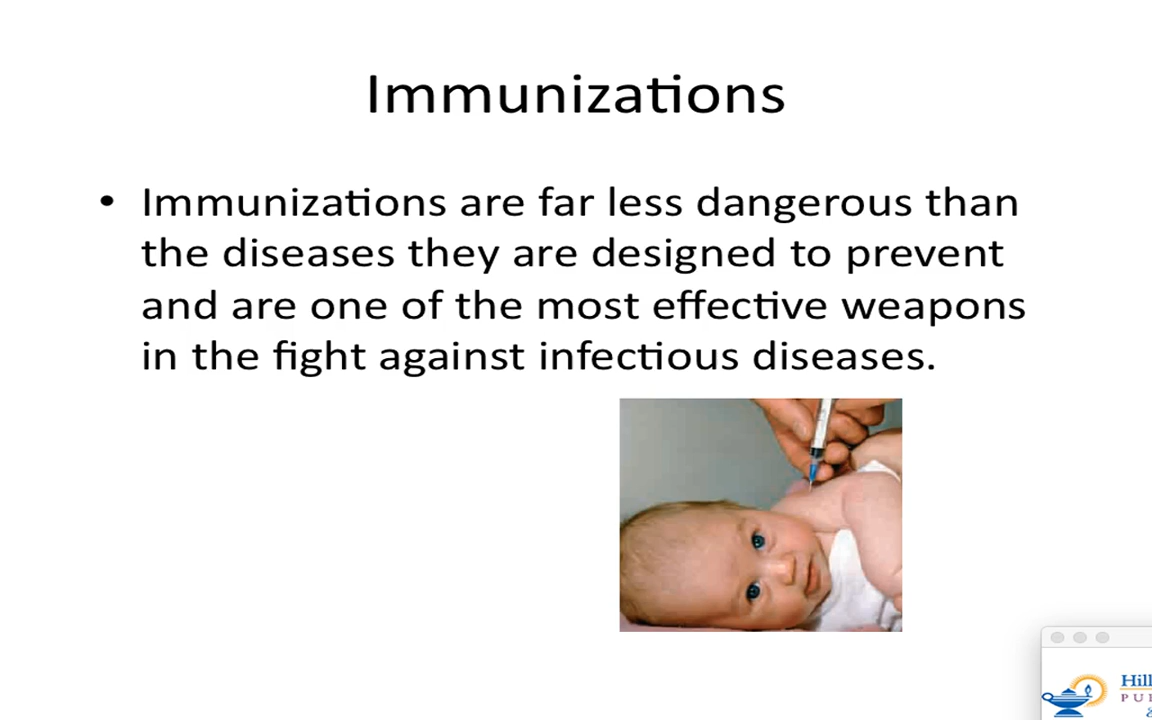 Immunizations
• Immunizations are far less dangerous than
the diseases they are designed to prevent
and are one of the most effective weapons
in the fight against infectious diseases.